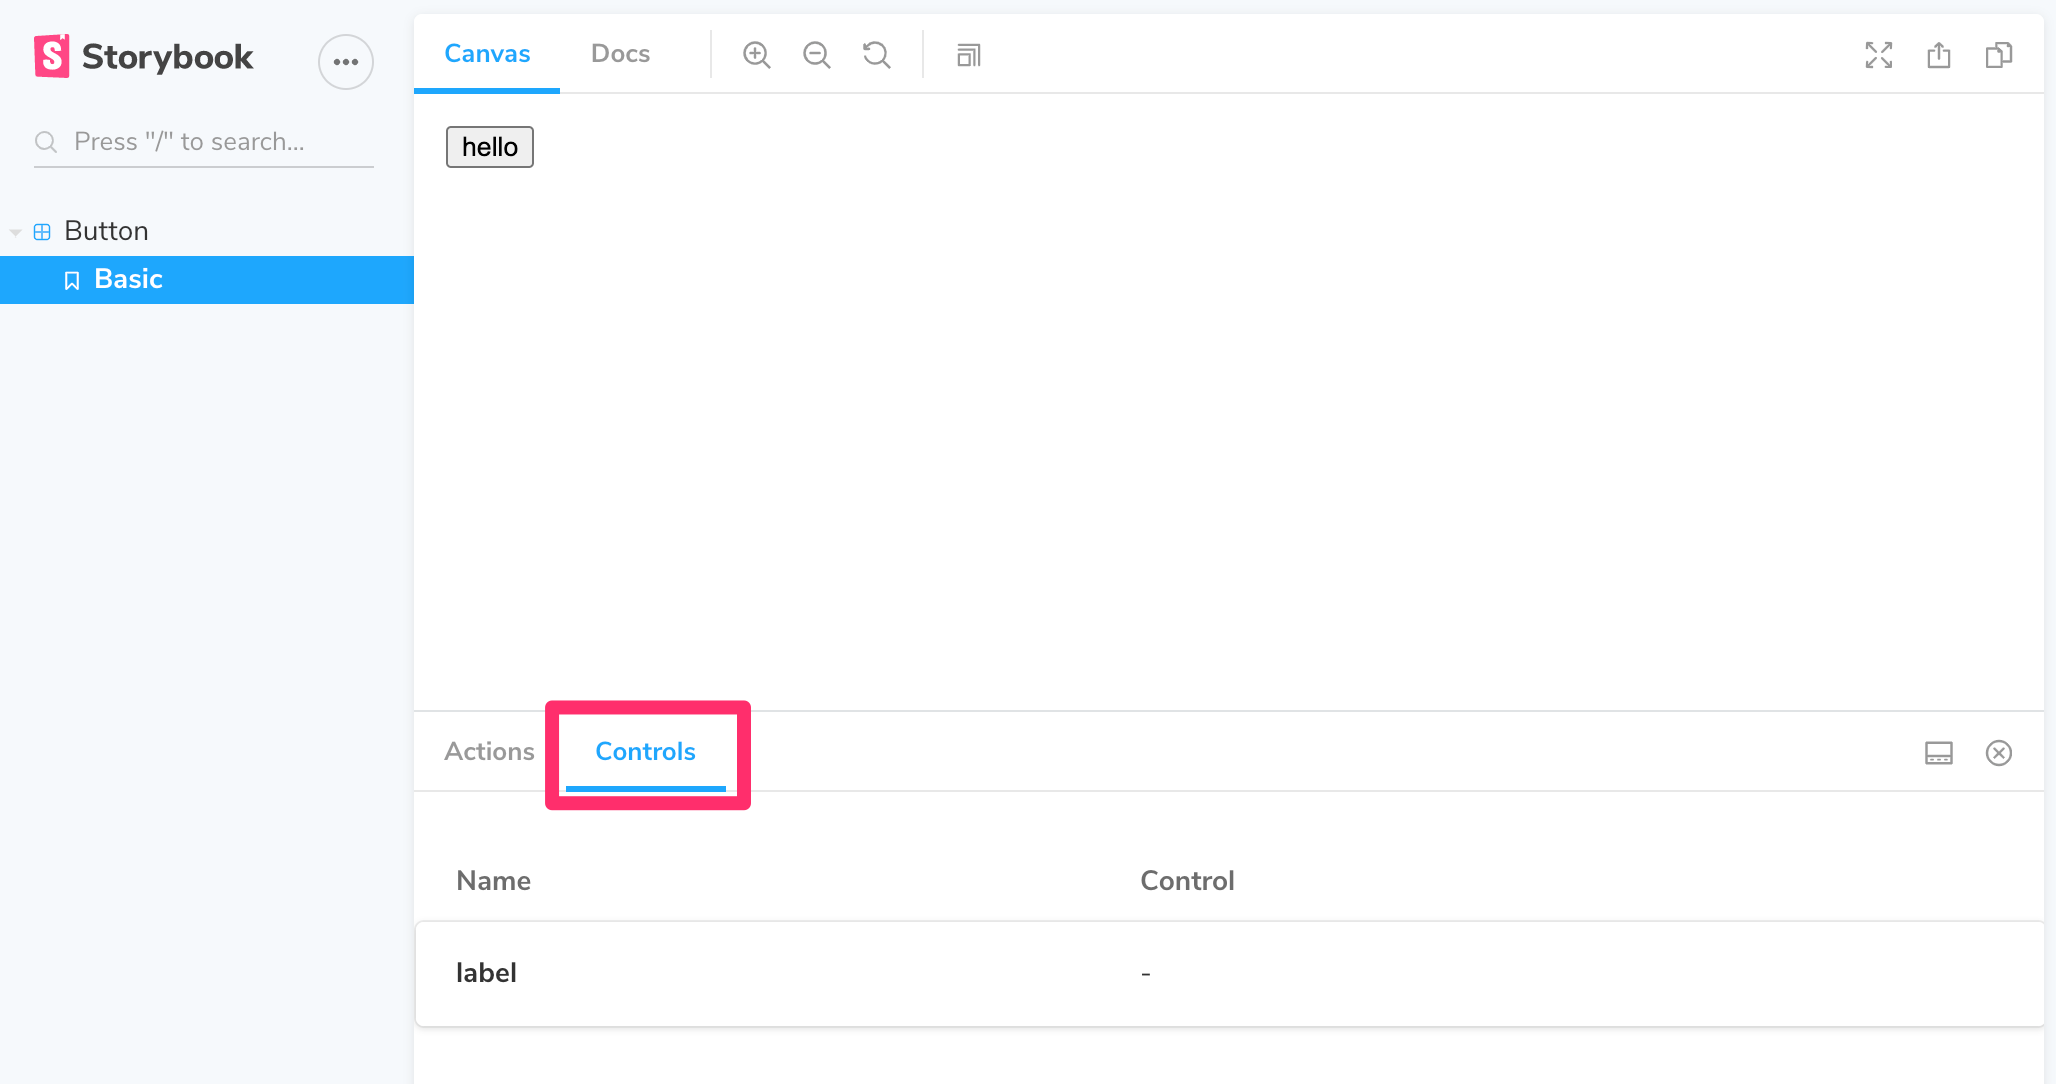 Storybook
Press "/" to search...
Button
Basic
Canvas Docs
hello
Actions Controls
Name Control
label -